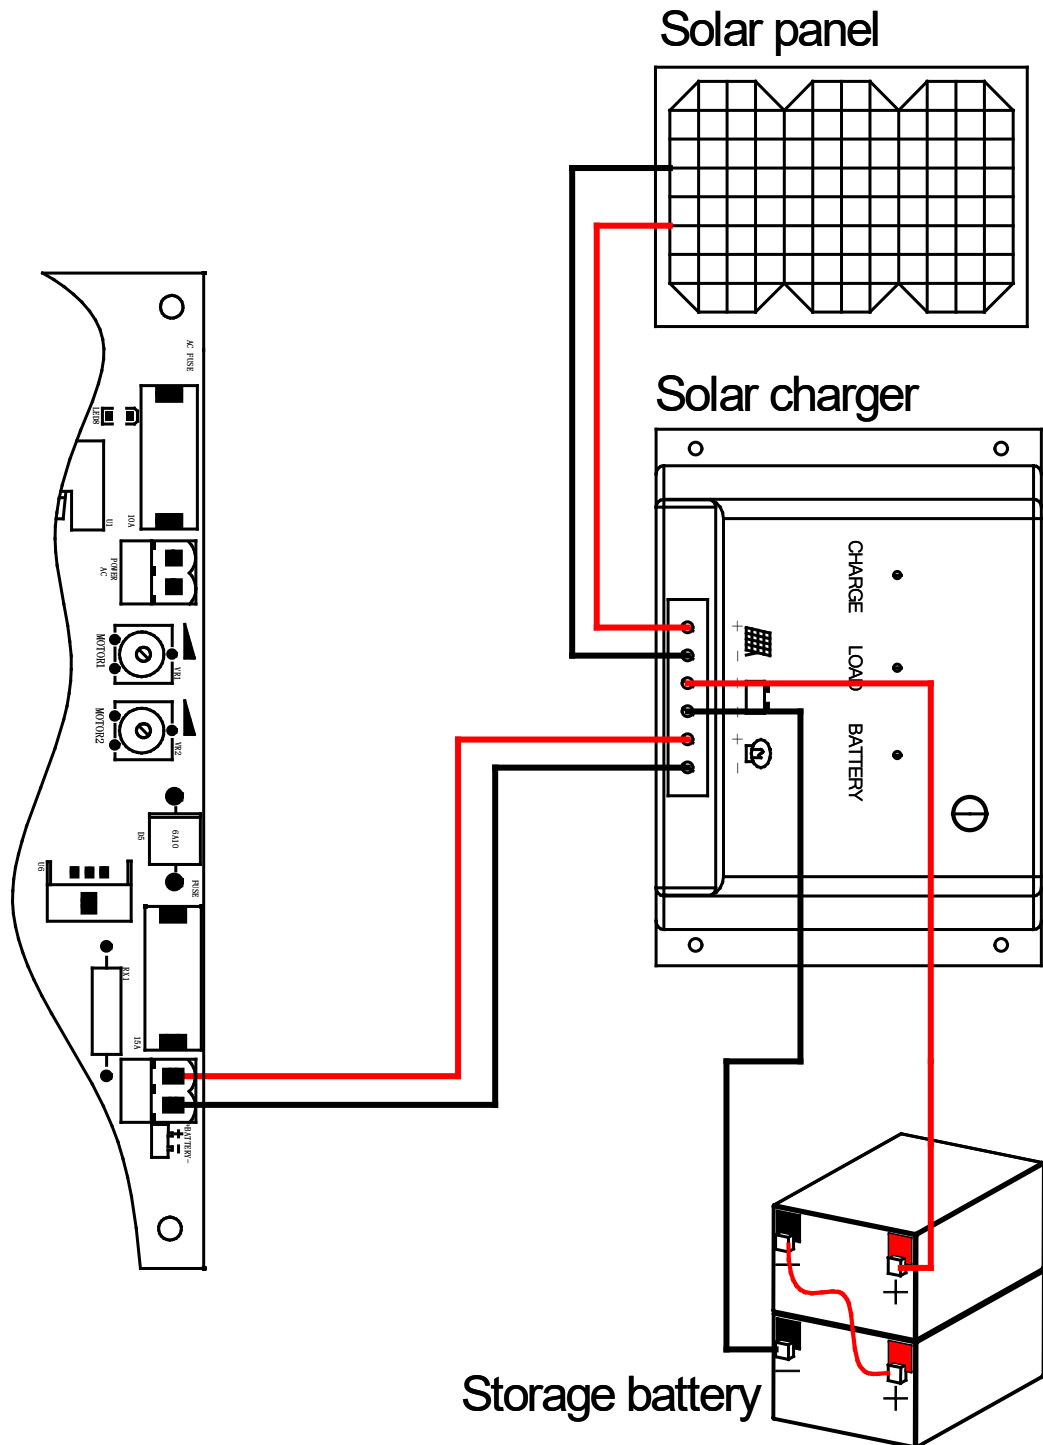 Solar panel
Solar charger
AC FUSE
LED8
10A
U1
POWER
AC
MOTOR1
VR1
MOTOR2
VR2
6A10
D5
U6
FUSE
RX1
15A
+BATTERY-
+ -
CHARGE
LOAD
BATTERY
+
-
+
-
-
+
-
+
Storage battery